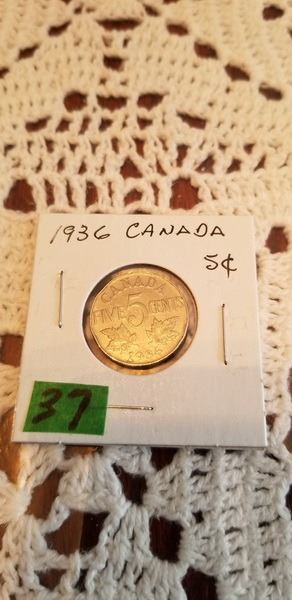 1936 CANADA
5¢
CANADA
FIVE 5 CENTS
1936
37